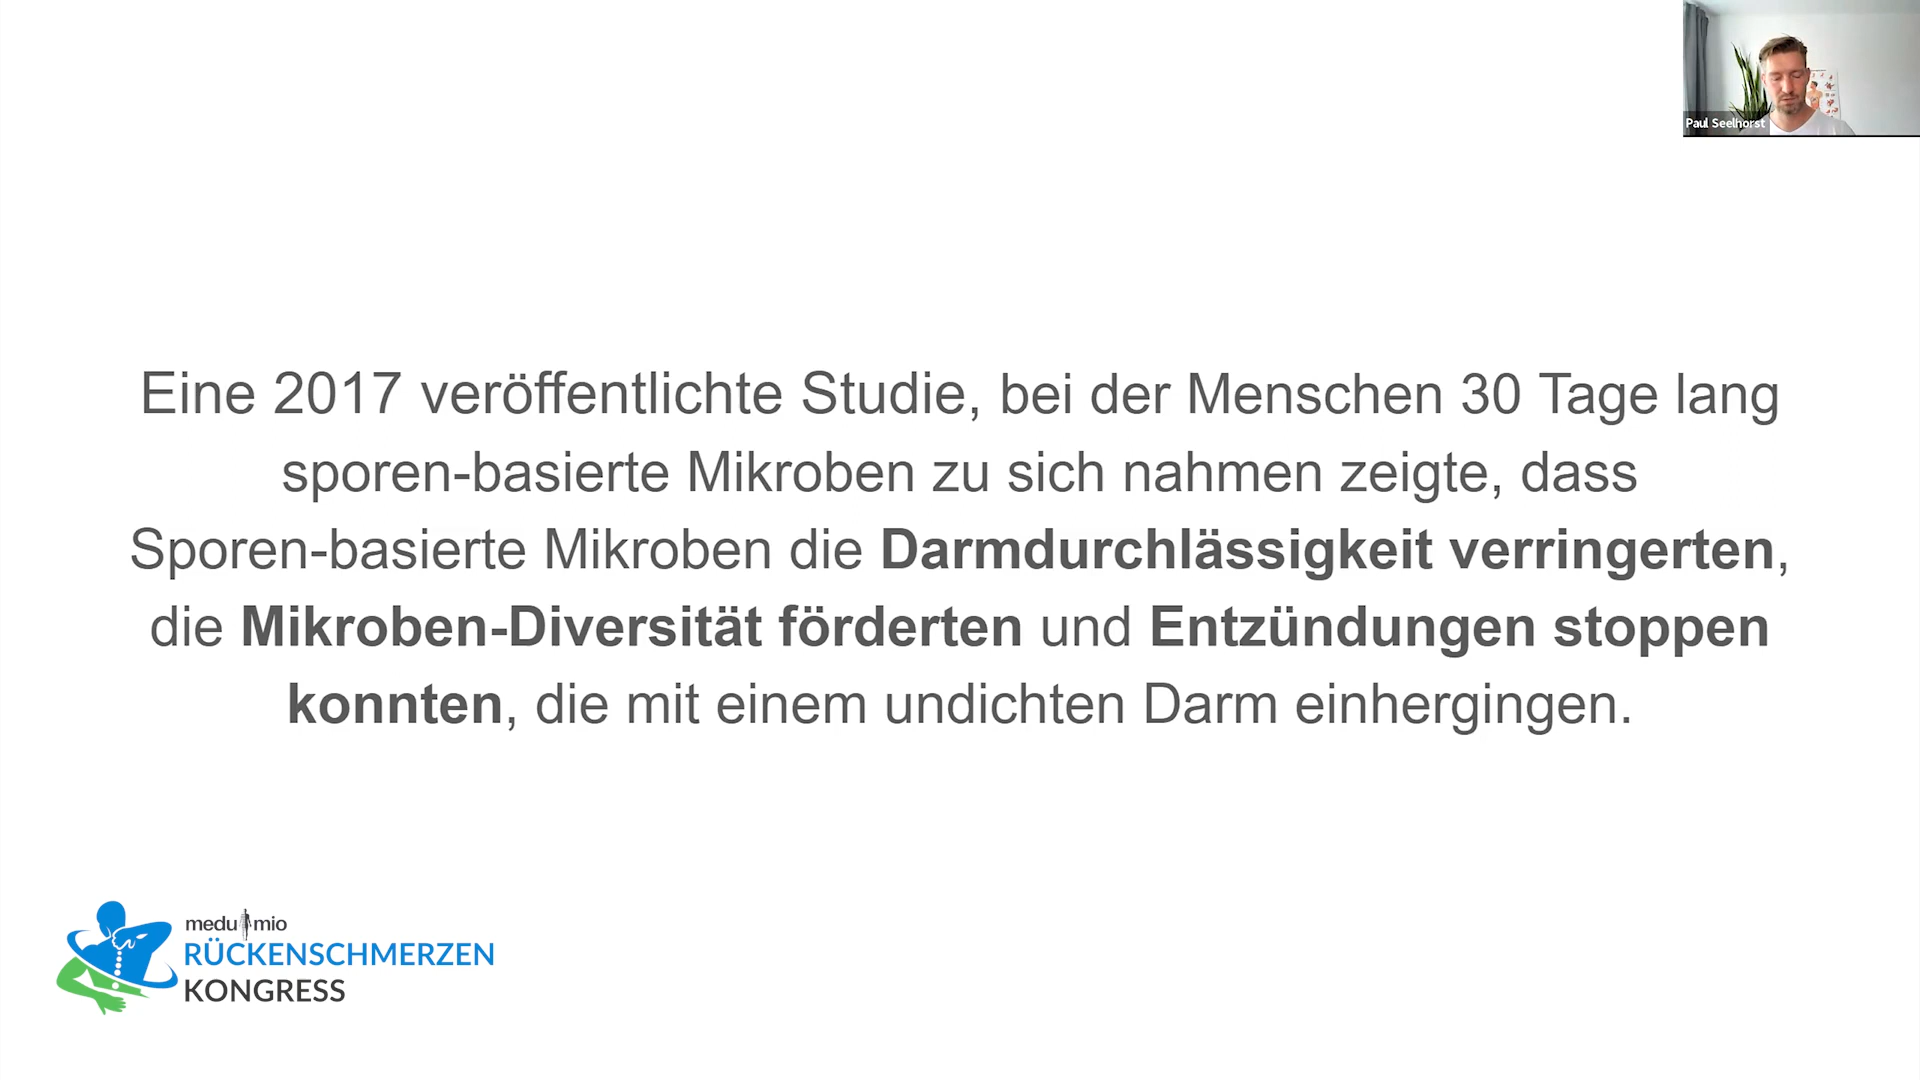 Paul Seelhorst
Eine 2017 veröffentlichte Studie, bei der Menschen 30 Tage lang
sporen-basierte Mikroben zu sich nahmen zeigte, dass
Sporen-basierte Mikroben die Darmdurchlässigkeit verringerten,
die Mikroben-Diversität förderten und Entzündungen stoppen
konnten, die mit einem undichten Darm einhergingen.
medumio
RÜCKENSCHMERZEN
KONGRESS